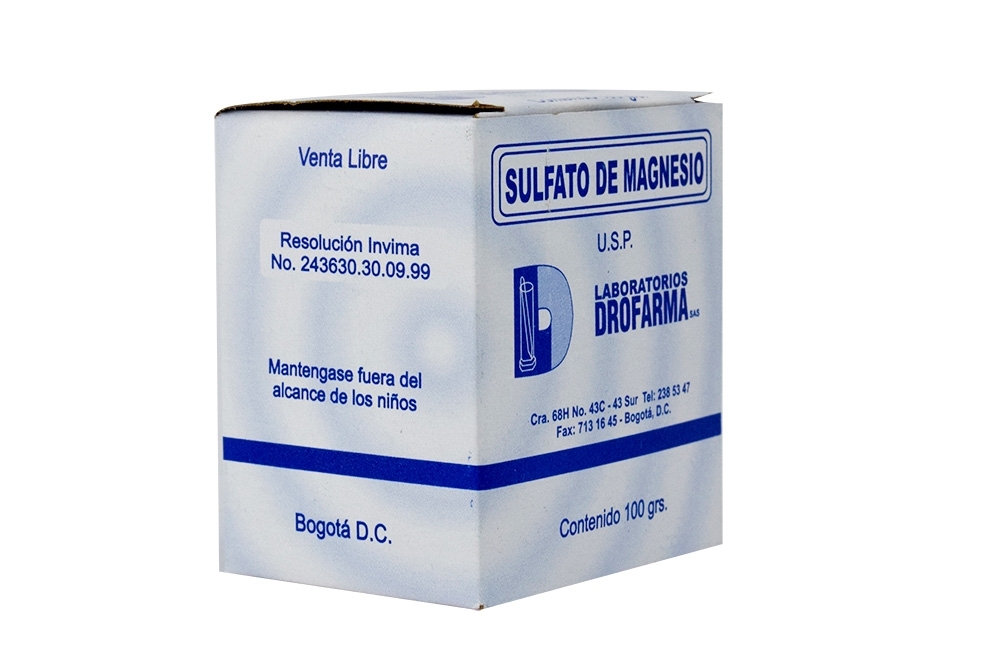 Venta Libre
Resolución Invima
No. 243630.30.09.99
Mantengase fuera del
alcance de los niños
Bogotá D.C.
SULFATO DE MAGNESIO
U.S.P.
LABORATORIOS
DROFARMA SAS
Cra. 68H No. 43C - 43 Sur Tel: 238 53 47
Fax: 713 16 45 - Bogotá, D.C.
Contenido 100 grs.